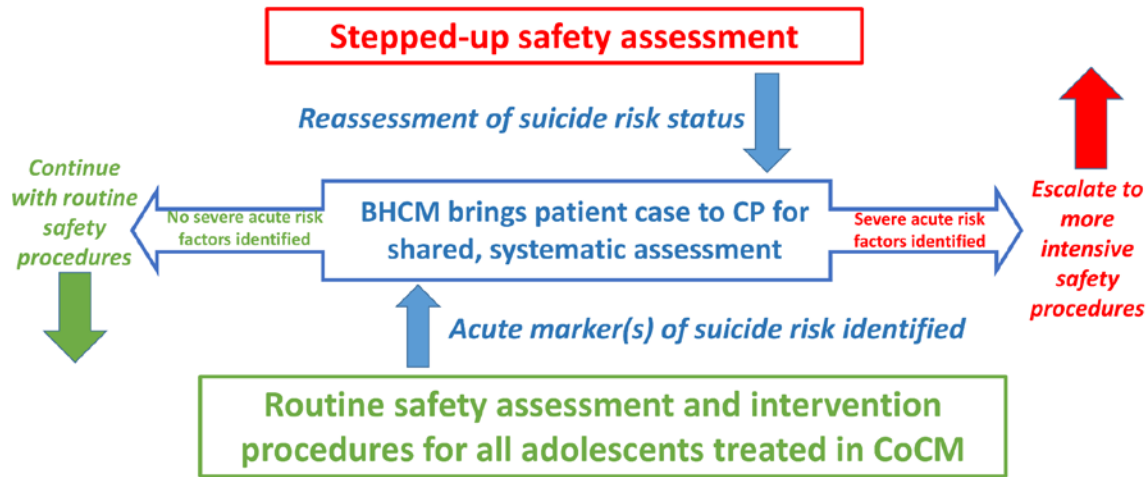 Stepped-up safety assessment
Reassessment of suicide risk status
Continue
with routine
safety
procedures
No severe acute risk
factors identified
BHCM brings patient case to CP for
shared, systematic assessment
Severe acute risk
factors identified
Escalate to
more
intensive
safety
procedures
Acute marker(s) of suicide risk identified
Routine safety assessment and intervention
procedures for all adolescents treated in CoCM